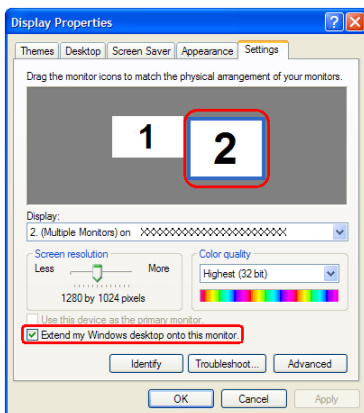 Display Properties
Themes Desktop Screen Saver Appearance Settings
Drag the monitor icons to match the physical arrangement of your monitors.
1 2
Display:
2. (Multiple Monitors) on XXXXXXXXXXXXXXXXXXXXXXX
Screen resolution
Less More
1280 by 1024 pixels
Color quality
Highest (32 bit)
Use this device as the primary monitor.
Extend my Windows desktop onto this monitor.
Identify Troubleshoot... Advanced
OK Cancel Apply